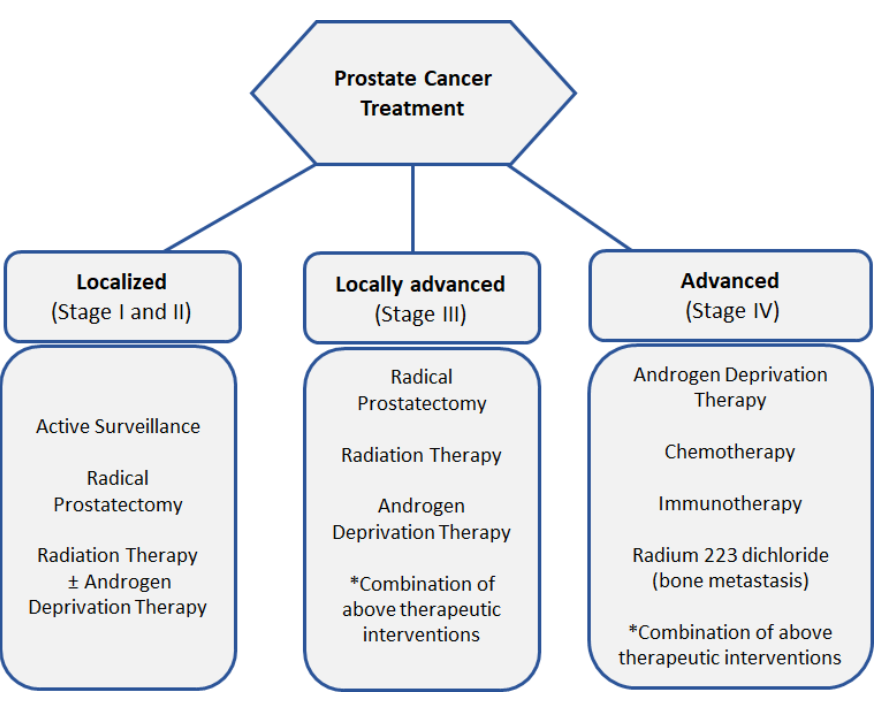 Prostate Cancer
Treatment
Localized
(Stage I and II)
Active Surveillance
Radical
Prostatectomy
Radiation Therapy
± Androgen
Deprivation Therapy
Locally advanced
(Stage III)
Radical
Prostatectomy
Radiation Therapy
Androgen
Deprivation Therapy
*Combination of
above therapeutic
interventions
Advanced
(Stage IV)
Androgen Deprivation
Therapy
Chemotherapy
Immunotherapy
Radium 223 dichloride
(bone metastasis)
*Combination of above
therapeutic interventions